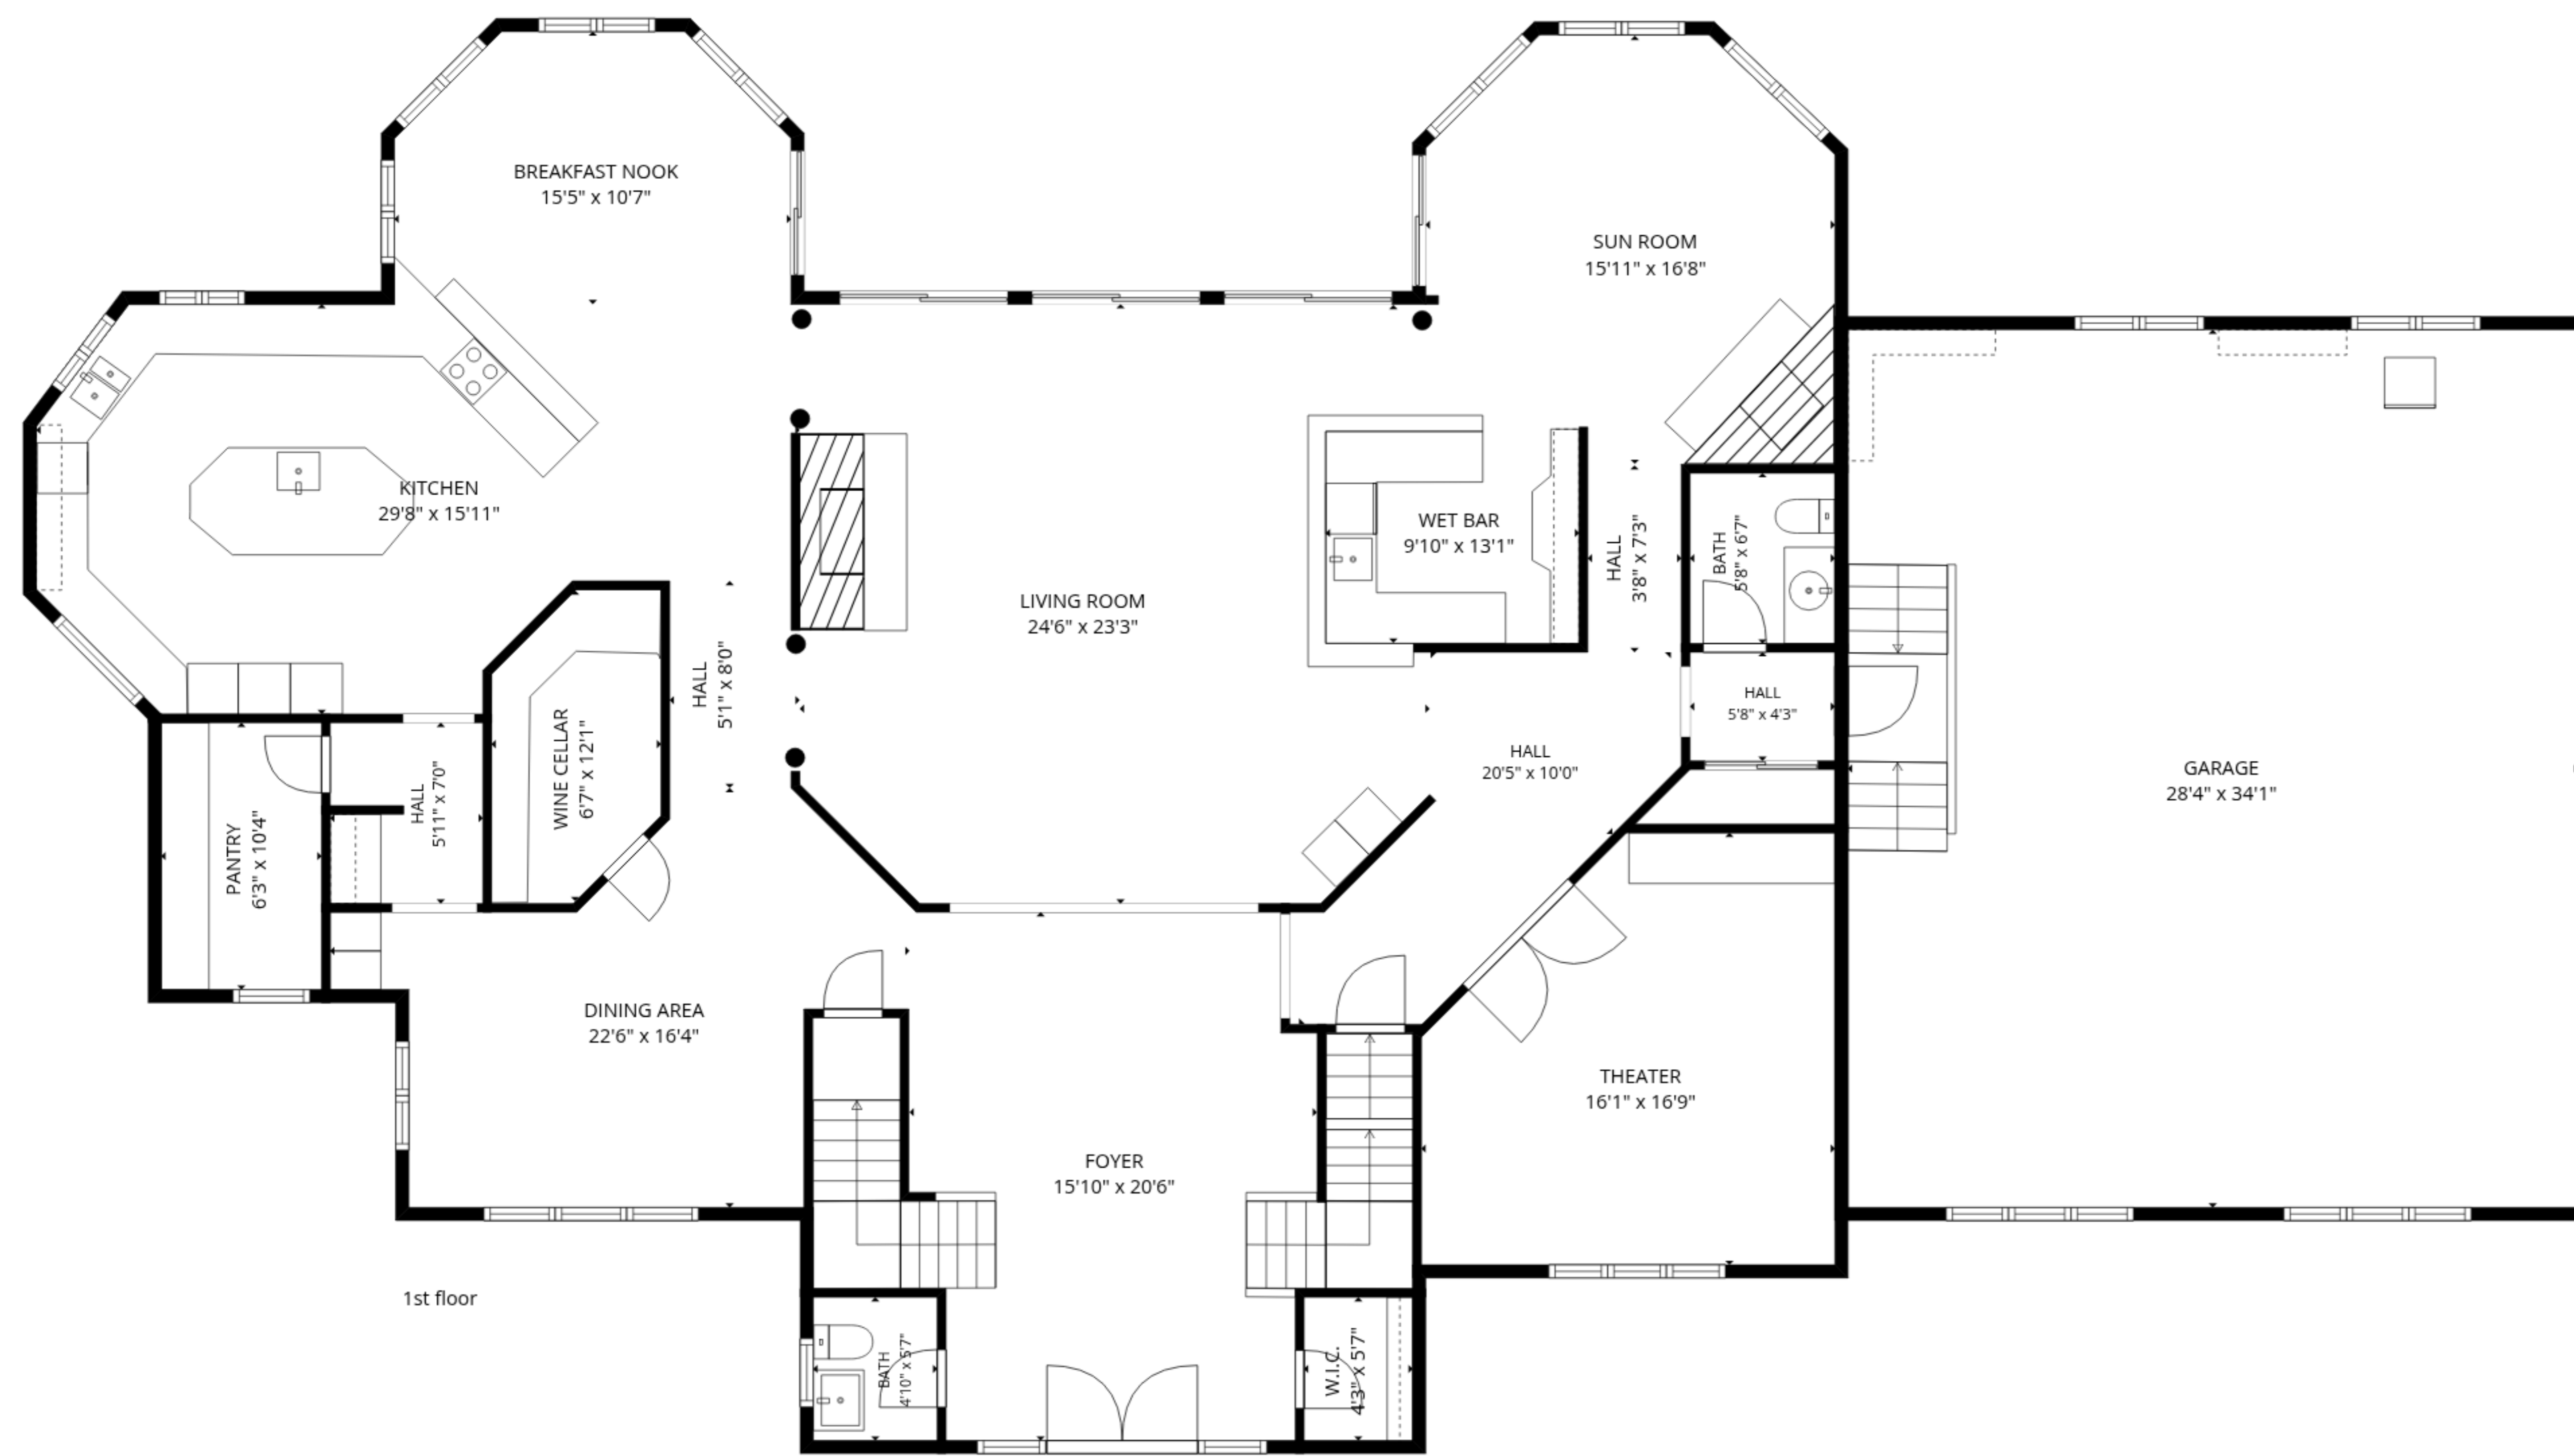 BREAKFAST NOOK
15'5" x 10'7"
SUN ROOM
15'11" x 16'8"
KITCHEN
29'8" x 15'11"
WET BAR
9'10" x 13'1"
HALL
3'8" x 7'3"
BATH
5'8" x 6'7"
LIVING ROOM
24'6" x 23'3"
HALL
5'1" x 8'0"
HALL
5'8" x 4'3"
WINE CELLAR
6'7" x 12'1"
HALL
20'5" x 10'0"
GARAGE
28'4" x 34'1"
HALL
5'11" x 7'0"
PANTRY
6'3" x 10'4"
DINING AREA
22'6" x 16'4"
THEATER
16'1" x 16'9"
FOYER
15'10" x 20'6"
1st floor
BATH
4'10" x 5'7"
W.I.C.
4'3" x 5'7"